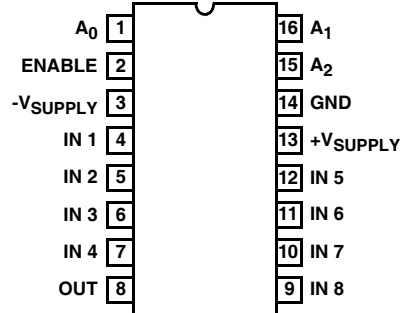 A0 1 16 A1
ENABLE 2 15 A2
-VSUPPLY 3 14 GND
IN 1 4 13 +VSUPPLY
IN 2 5 12 IN 5
IN 3 6 11 IN 6
IN 4 7 10 IN 7
OUT 8 9 IN 8